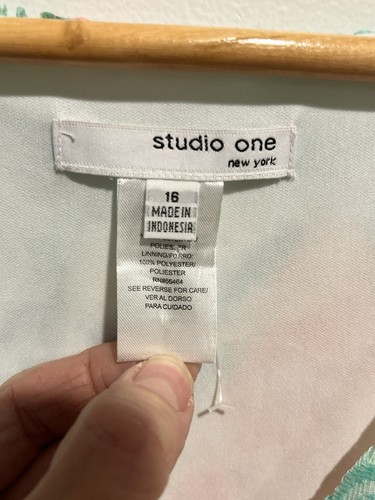 studio one
new york
16
MADE IN
INDONESIA
POLIESTER
LINNING/FORRO:
100% POLYESTER/
POLIESTER
SEE REVERSE FOR CARE/
VER AL DORSO
PARA CUIDADO